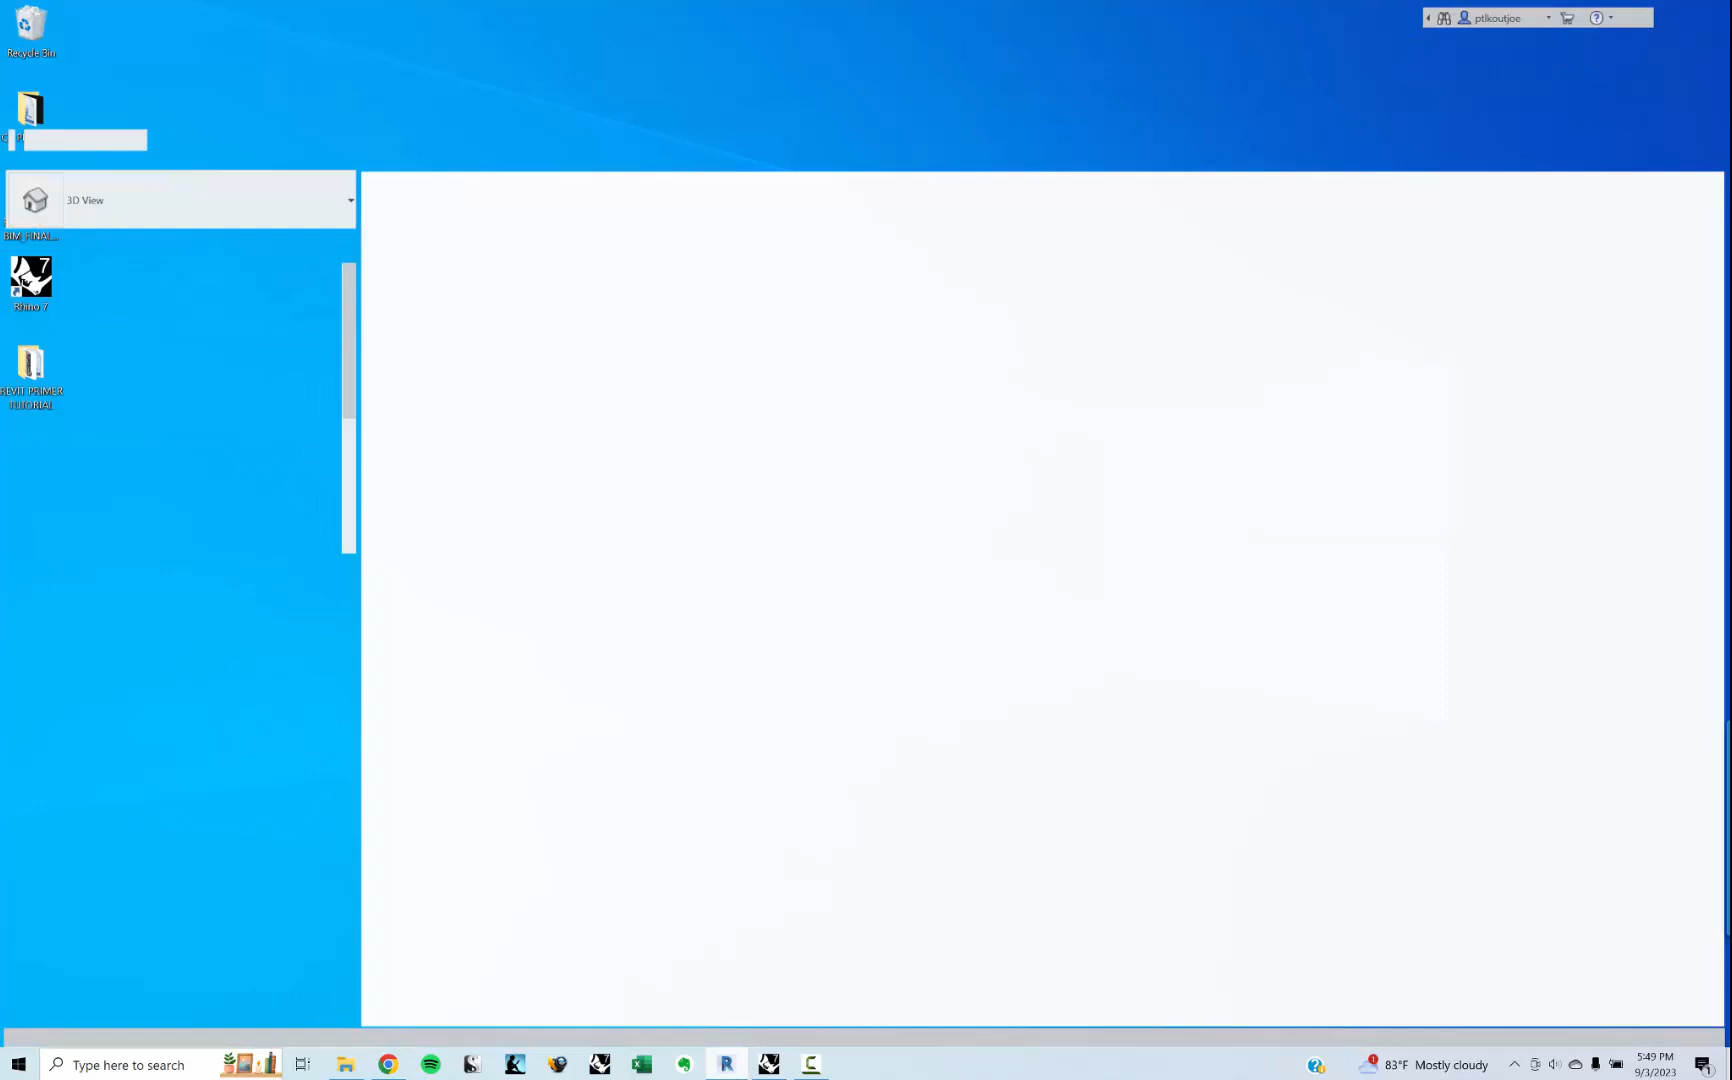 Recycle Bin
ptlkoutjoe
3D View
BIM_FINAL...
7
Rhino 7
REVIT PRIMER
TUTORIAL
Type here to search
83°F Mostly cloudy
5:49 PM
9/3/2023